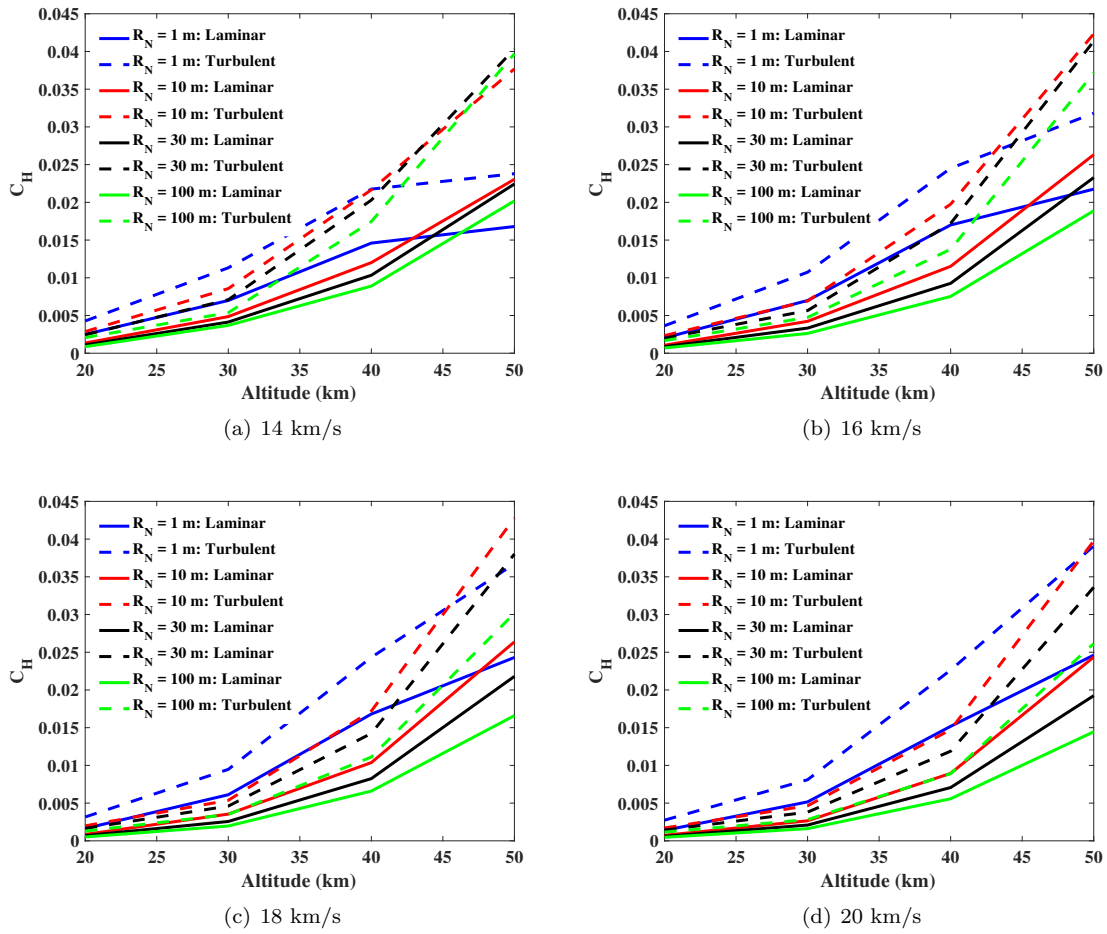 0.045
0.04
0.035
0.03
0.025
0.02
0.015
0.01
0.005
0
C_H
R_N = 1 m: Laminar
R_N = 1 m: Turbulent
R_N = 10 m: Laminar
R_N = 10 m: Turbulent
R_N = 30 m: Laminar
R_N = 30 m: Turbulent
R_N = 100 m: Laminar
R_N = 100 m: Turbulent
20 25 30 35 40 45 50
Altitude (km)
(a) 14 km/s
0.045
0.04
0.035
0.03
0.025
0.02
0.015
0.01
0.005
0
C_H
R_N = 1 m: Laminar
R_N = 1 m: Turbulent
R_N = 10 m: Laminar
R_N = 10 m: Turbulent
R_N = 30 m: Laminar
R_N = 30 m: Turbulent
R_N = 100 m: Laminar
R_N = 100 m: Turbulent
20 25 30 35 40 45 50
Altitude (km)
(b) 16 km/s
0.045
0.04
0.035
0.03
0.025
0.02
0.015
0.01
0.005
0
C_H
R_N = 1 m: Laminar
R_N = 1 m: Turbulent
R_N = 10 m: Laminar
R_N = 10 m: Turbulent
R_N = 30 m: Laminar
R_N = 30 m: Turbulent
R_N = 100 m: Laminar
R_N = 100 m: Turbulent
20 25 30 35 40 45 50
Altitude (km)
(c) 18 km/s
0.045
0.04
0.035
0.03
0.025
0.02
0.015
0.01
0.005
0
C_H
R_N = 1 m: Laminar
R_N = 1 m: Turbulent
R_N = 10 m: Laminar
R_N = 10 m: Turbulent
R_N = 30 m: Laminar
R_N = 30 m: Turbulent
R_N = 100 m: Laminar
R_N = 100 m: Turbulent
20 25 30 35 40 45 50
Altitude (km)
(d) 20 km/s